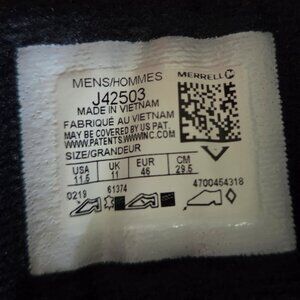 MENS/HOMMES MERRELL
J42503
MADE IN VIETNAM
FABRIQUÉ AU VIETNAM
MAY BE COVERED BY US PAT.
WWW.PATENTS.WWWINC.COM
SIZE/GRANDEUR
USA UK EUR CM
11.5 11 46 29.5
0219 61374 4700454318